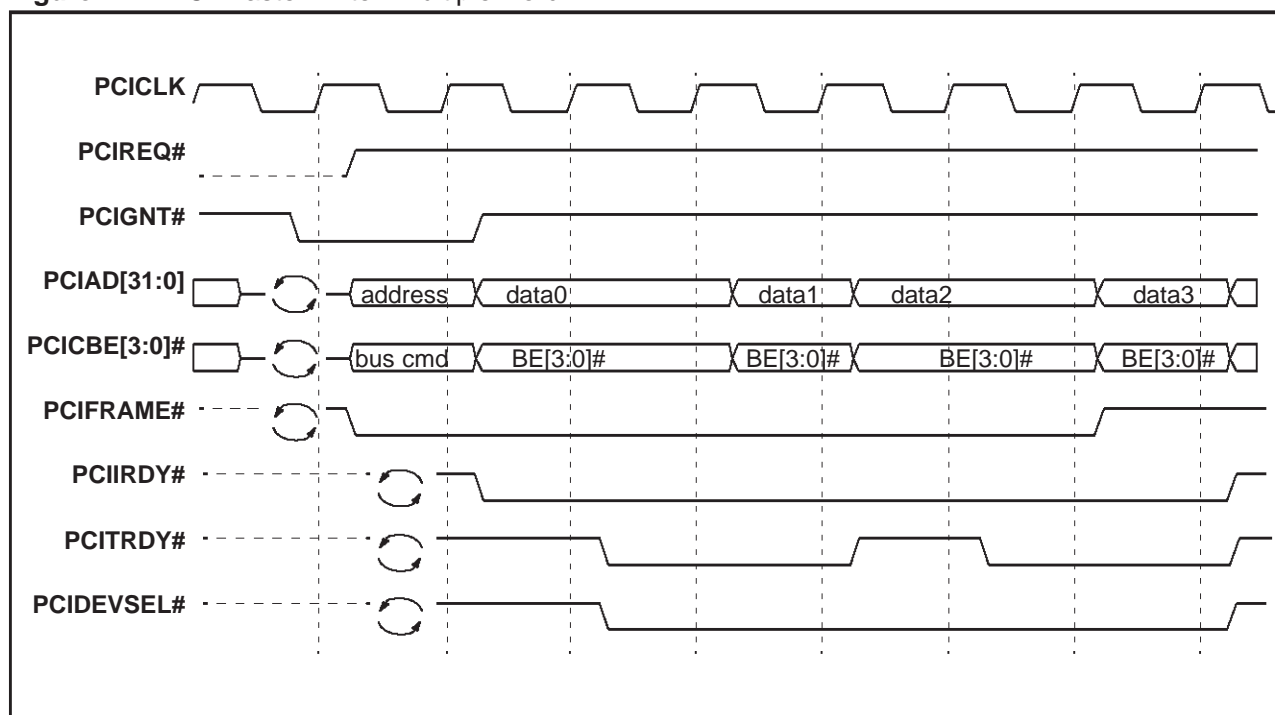 PCICLK
PCIREQ#
PCIGNT#
PCIAD[31:0] address data0 data1 data2 data3
PCICBE[3:0]# bus cmd BE[3:0]# BE[3:0]# BE[3:0]# BE[3:0]#
PCIFRAME#
PCIIRDY#
PCITRDY#
PCIDEVSEL#